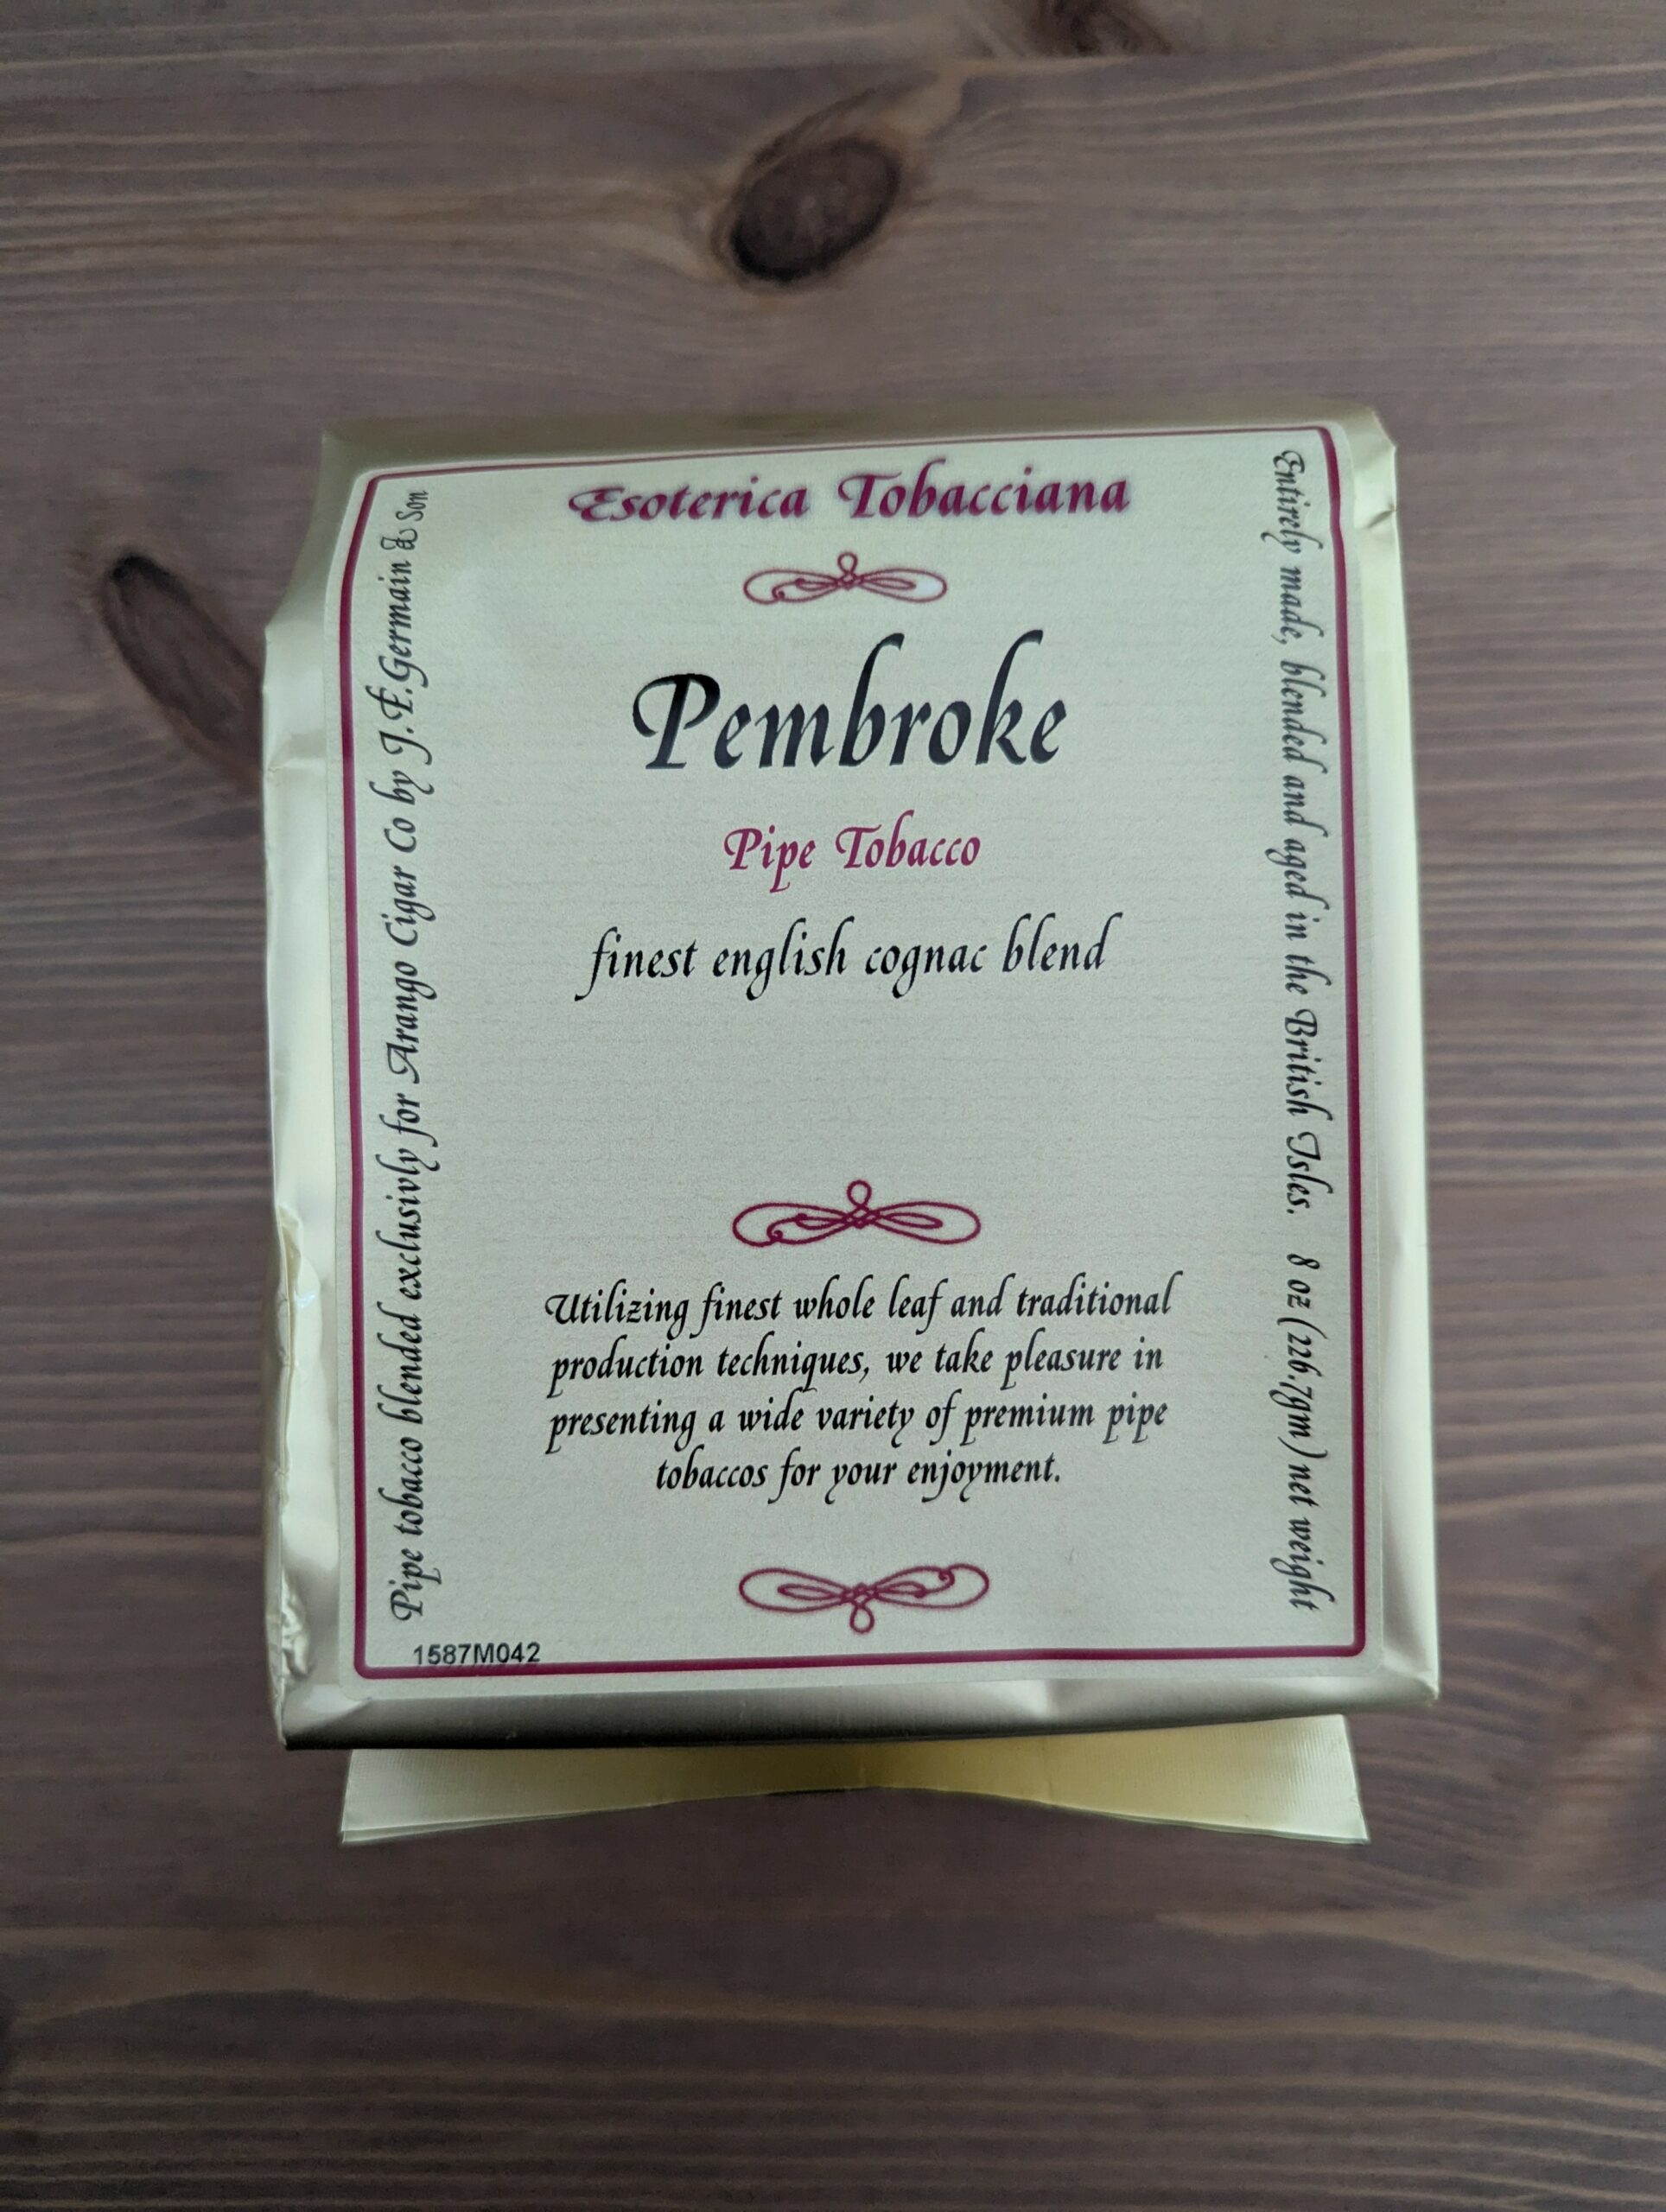 Esoterica Tobacciana
Pembroke
Pipe Tobacco
finest english cognac blend
Utilizing finest whole leaf and traditional
production techniques, we take pleasure in
presenting a wide variety of premium pipe
tobaccos for your enjoyment.
Pipe tobacco blended exclusivly for Arango Cigar Co by J.E.Germain & Son
Entirely made, blended and aged in the British Isles. 8 oz (226.7gm) net weight
1587M042